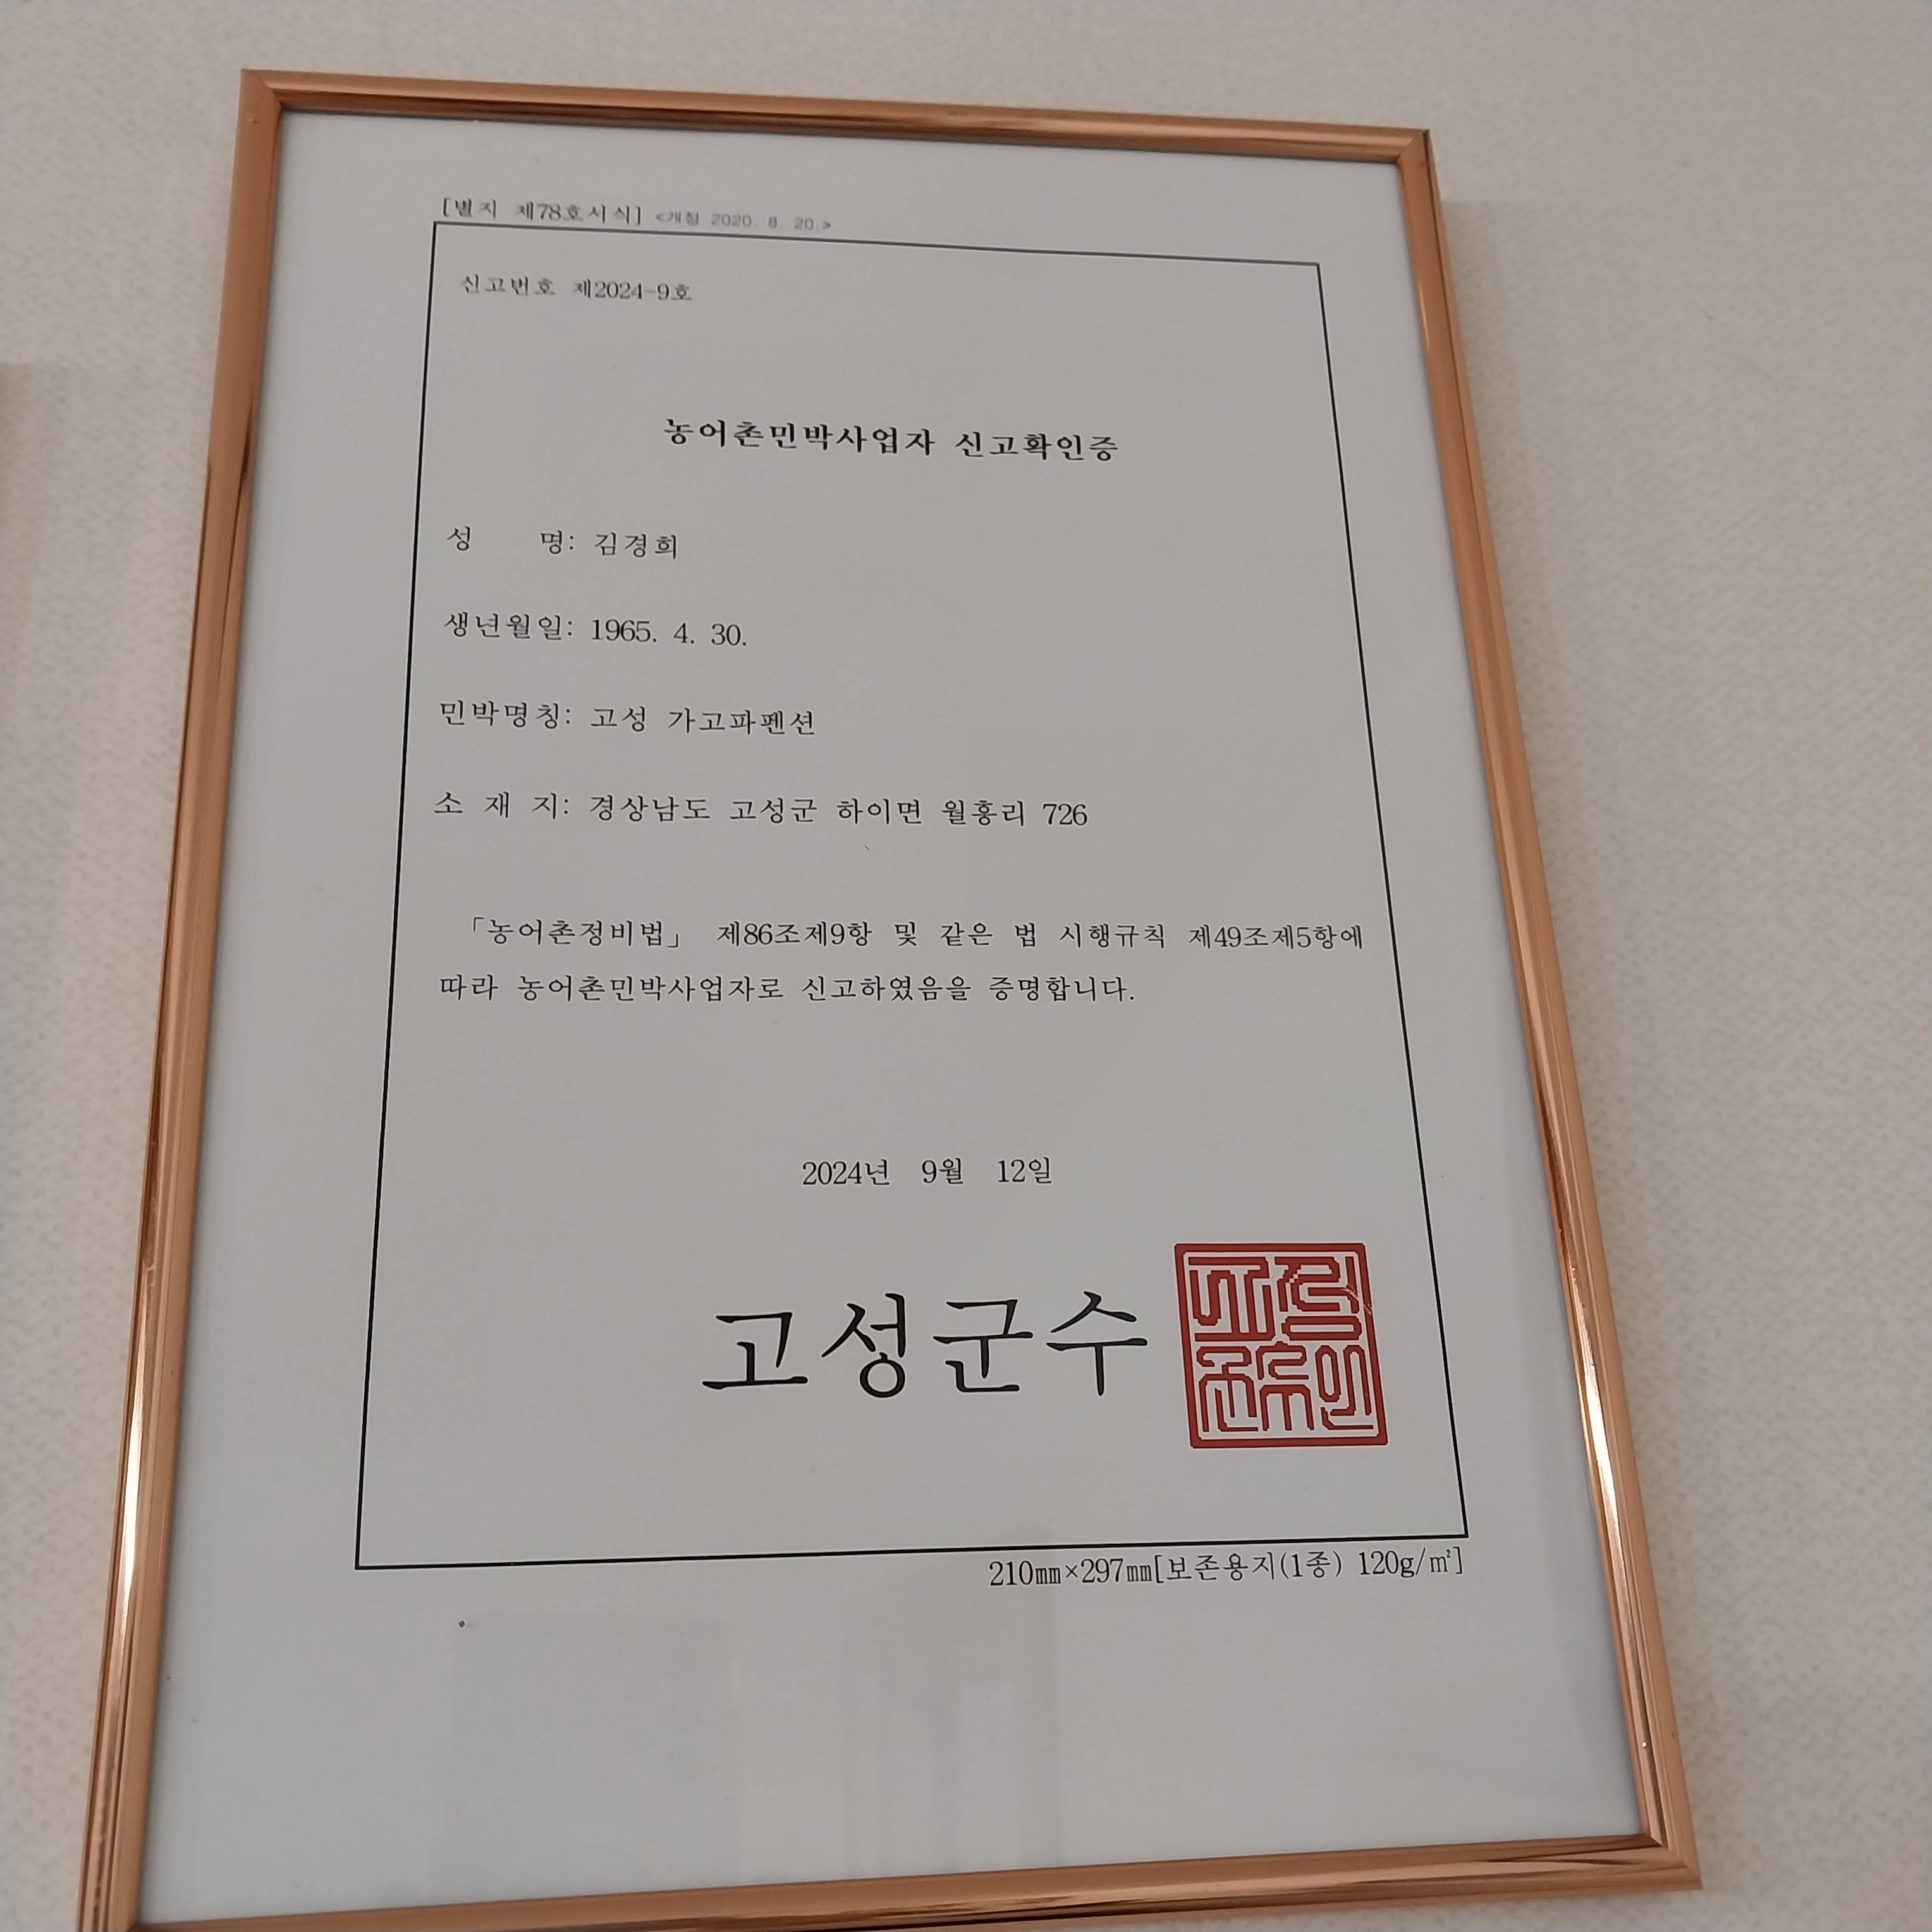 [별지 제78호서식] <개정 2020. 8. 20.>
신고번호 제2024-9호
농어촌민박사업자 신고확인증
성 명: 김경희
생년월일: 1965. 4. 30.
민박명칭: 고성 가고파펜션
소 재 지: 경상남도 고성군 하이면 월흥리 726
「농어촌정비법」 제86조제9항 및 같은 법 시행규칙 제49조제5항에
따라 농어촌민박사업자로 신고하였음을 증명합니다.
2024년 9월 12일
고성군수
210㎜×297㎜[보존용지(1종) 120g/㎡]